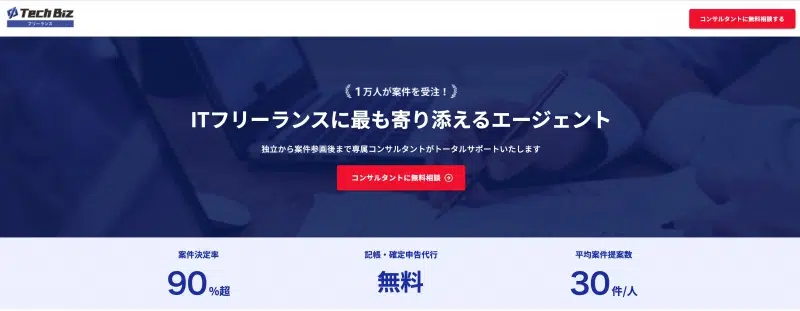 Tech Biz
フリーランス
コンサルタントに無料相談する
1万人が案件を受注！
ITフリーランスに最も寄り添えるエージェント
独立から案件参画後まで専属コンサルタントがトータルサポートいたします
コンサルタントに無料相談
案件決定率
90%超
記帳・確定申告代行
無料
平均案件提案数
30件/人